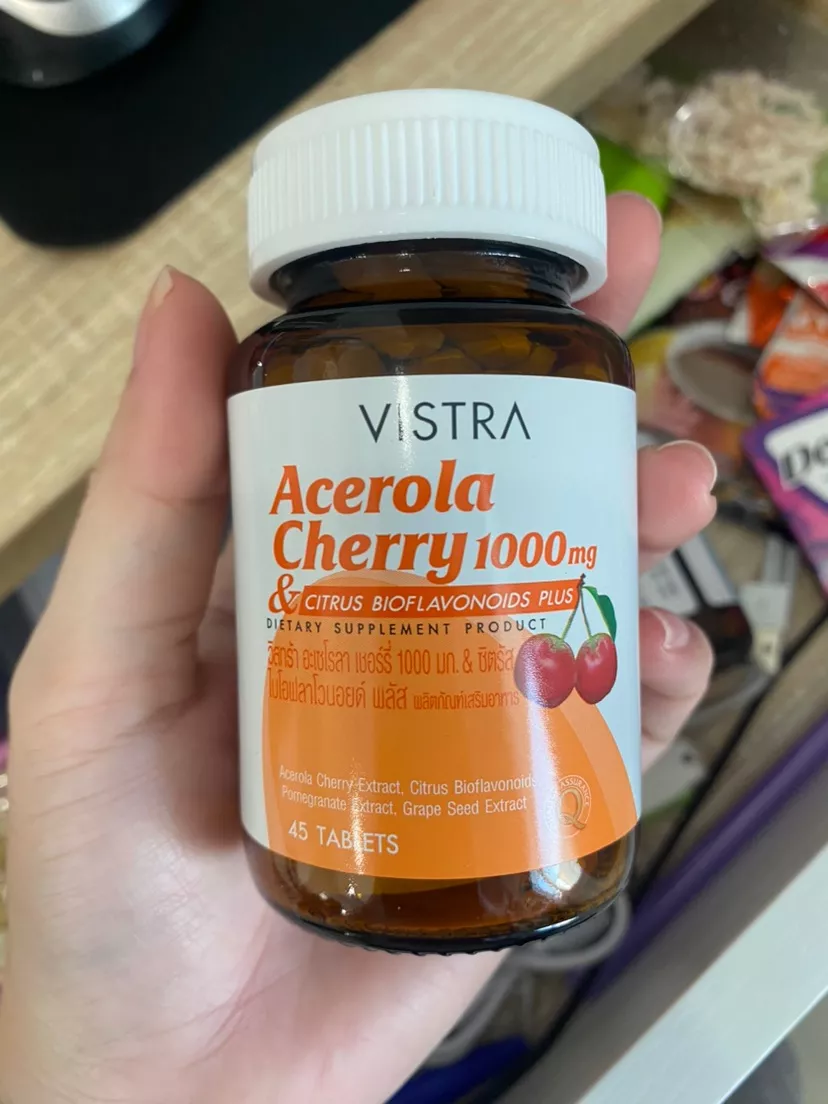 VISTRA
Acerola
Cherry 1000mg
& CITRUS BIOFLAVONOIDS PLUS
DIETARY SUPPLEMENT PRODUCT
วิสทร้า อะเซโรลา เชอร์รี่ 1000 มก. & ซิตรัส
ไบโอฟลาโวนอยด์ พลัส ผลิตภัณฑ์เสริมอาหาร
Acerola Cherry Extract, Citrus Bioflavonoids
Pomegranate Extract, Grape Seed Extract
ASSURANCE
Q
45 TABLETS